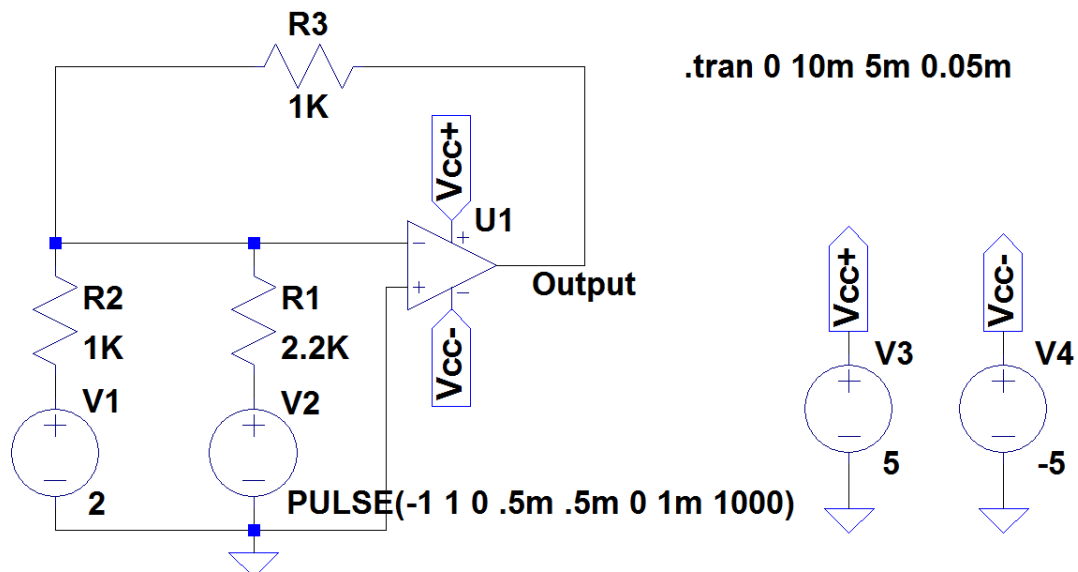 R3
1K
.tran 0 10m 5m 0.05m
Vcc+
U1
R2
1K
R1
2.2K
Output
Vcc-
V1
2
V2
PULSE(-1 1 0 .5m .5m 0 1m 1000)
Vcc+
V3
5
Vcc-
V4
-5